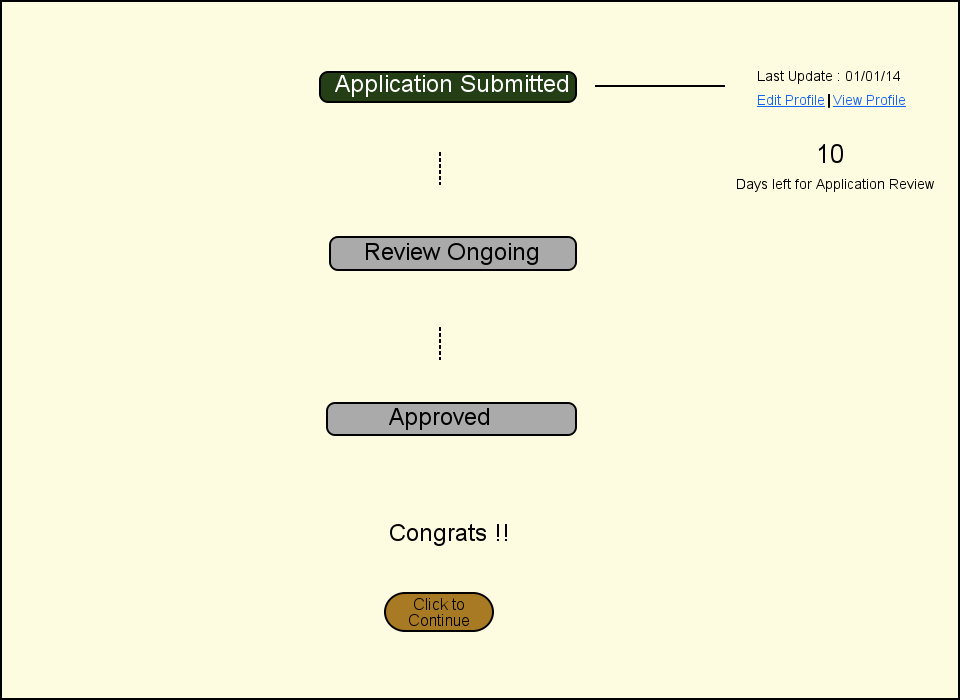 Application Submitted
Last Update : 01/01/14
Edit Profile|View Profile
10
Days left for Application Review
Review Ongoing
Approved
Congrats !!
Click to
Continue